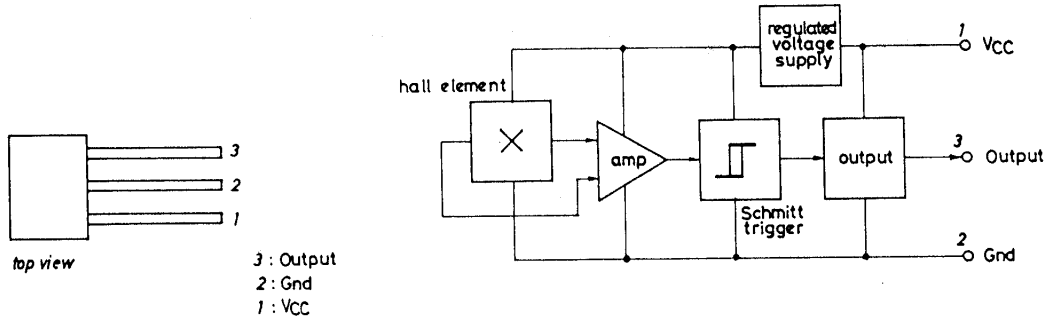 3
2
1
top view
3 : Output
2 : Gnd
1 : VCC
hall element
amp
Schmitt
trigger
regulated
voltage
supply
output
1
VCC
3
Output
2
Gnd